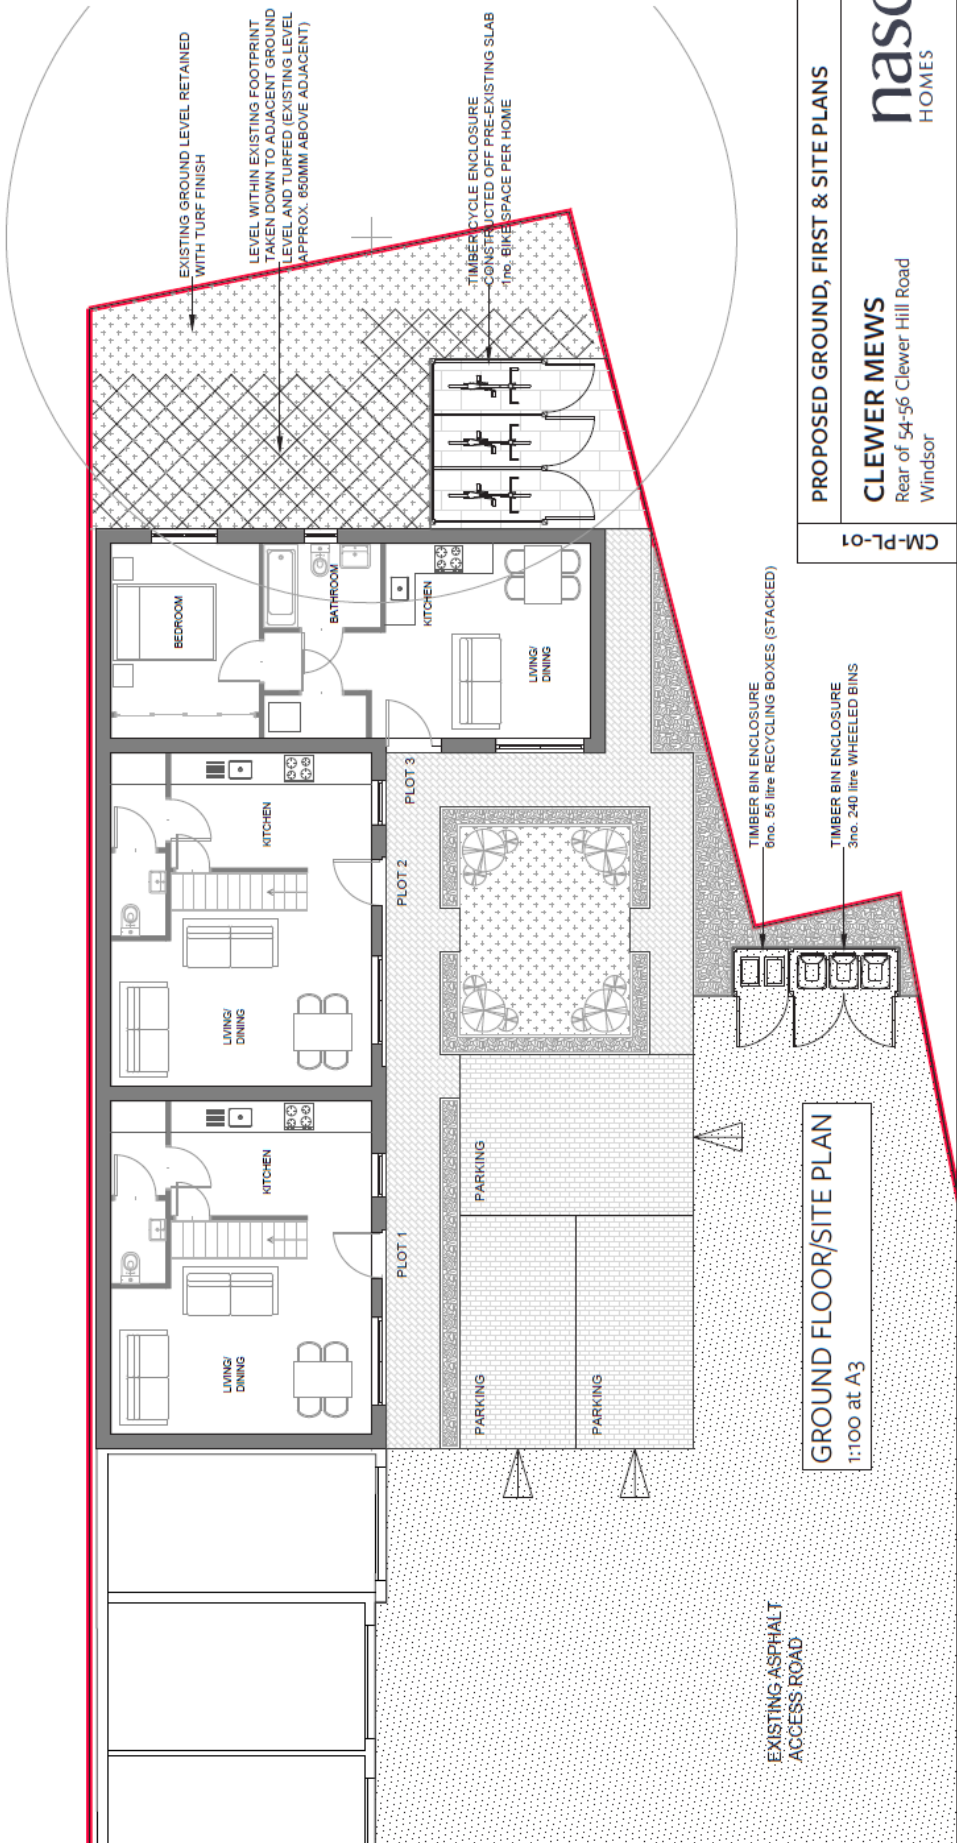 EXISTING GROUND LEVEL RETAINED
WITH TURF FINISH
LEVEL WITHIN EXISTING FOOTPRINT
TAKEN DOWN TO ADJACENT GROUND
LEVEL AND TURFED (EXISTING LEVEL
APPROX. 650MM ABOVE ADJACENT)
TIMBER CYCLE ENCLOSURE
CONSTRUCTED OFF PRE-EXISTING SLAB
1no. BIKE SPACE PER HOME
BEDROOM
BATHROOM
KITCHEN
LIVING/
DINING
PLOT 3
KITCHEN
LIVING/
DINING
PLOT 2
KITCHEN
LIVING/
DINING
PLOT 1
PARKING
PARKING
PARKING
TIMBER BIN ENCLOSURE
6no. 55 litre RECYCLING BOXES (STACKED)
TIMBER BIN ENCLOSURE
3no. 240 litre WHEELED BINS
GROUND FLOOR/SITE PLAN
1:100 at A3
EXISTING ASPHALT
ACCESS ROAD
PROPOSED GROUND, FIRST & SITE PLANS
CLEWER MEWS
Rear of 54-56 Clewer Hill Road
Windsor
CM-PL-01
HOMES